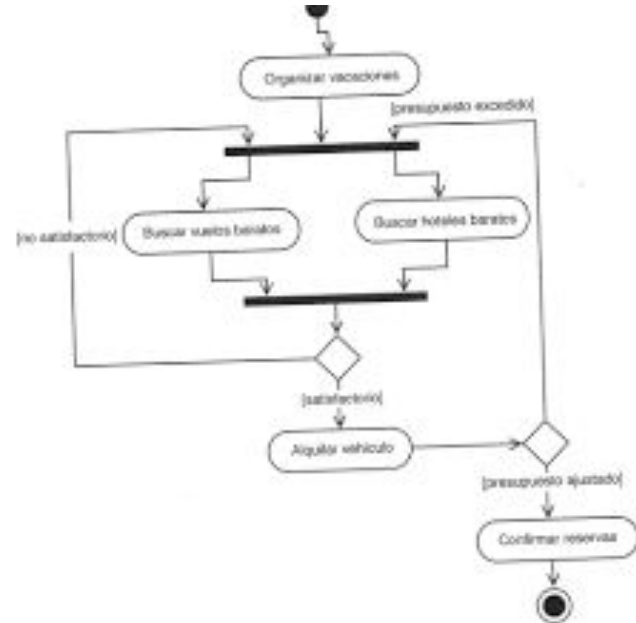 Organizar vacaciones
[presupuesto excedido]
[no satisfactorio]
Buscar vuelos baratos
Buscar hoteles baratos
[satisfactorio]
Alquilar vehículo
[presupuesto ajustado]
Confirmar reservas